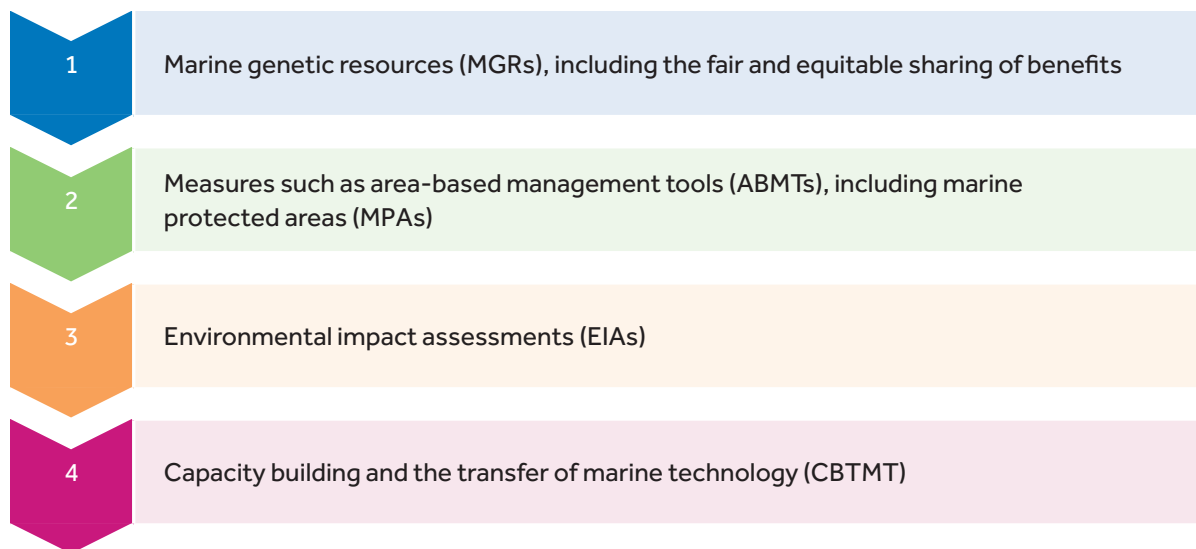 1
Marine genetic resources (MGRs), including the fair and equitable sharing of benefits
2
Measures such as area-based management tools (ABMTs), including marine
protected areas (MPAs)
3
Environmental impact assessments (EIAs)
4
Capacity building and the transfer of marine technology (CBTMT)